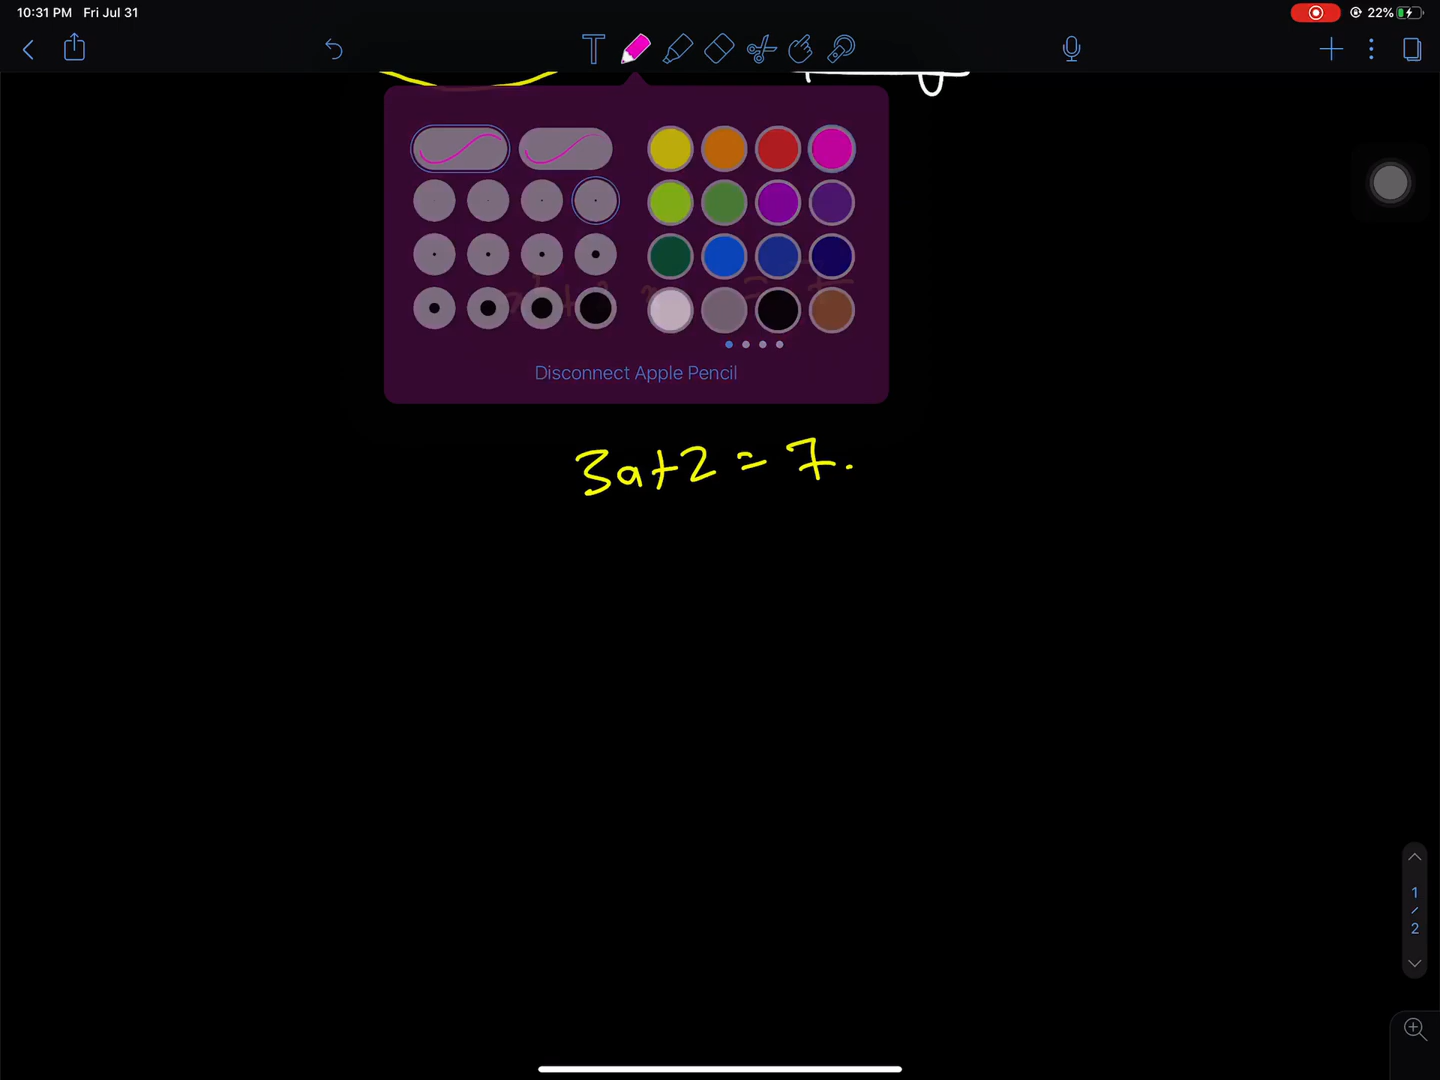 10:31 PM Fri Jul 31
22%
T
Disconnect Apple Pencil
3a+2 = 7.
1
/
2